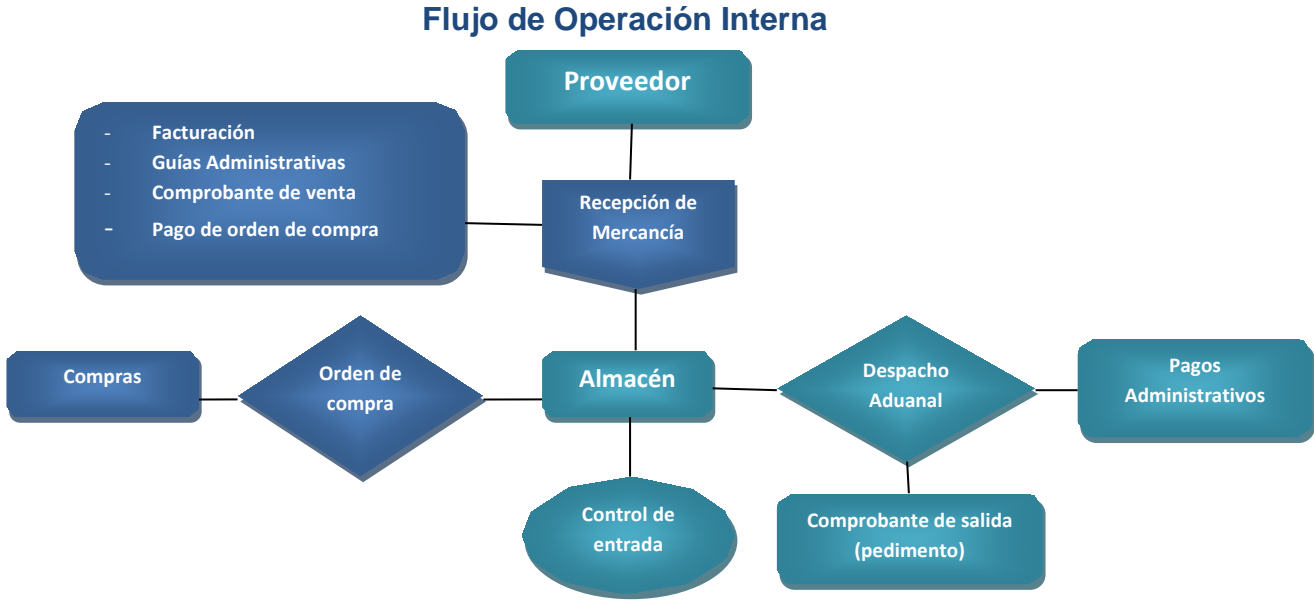 Flujo de Operación Interna
Proveedor
- Facturación
- Guías Administrativas
- Comprobante de venta
- Pago de orden de compra
Recepción de
Mercancía
Compras
Orden de
compra
Almacén
Despacho
Aduanal
Pagos
Administrativos
Control de
entrada
Comprobante de salida
(pedimento)